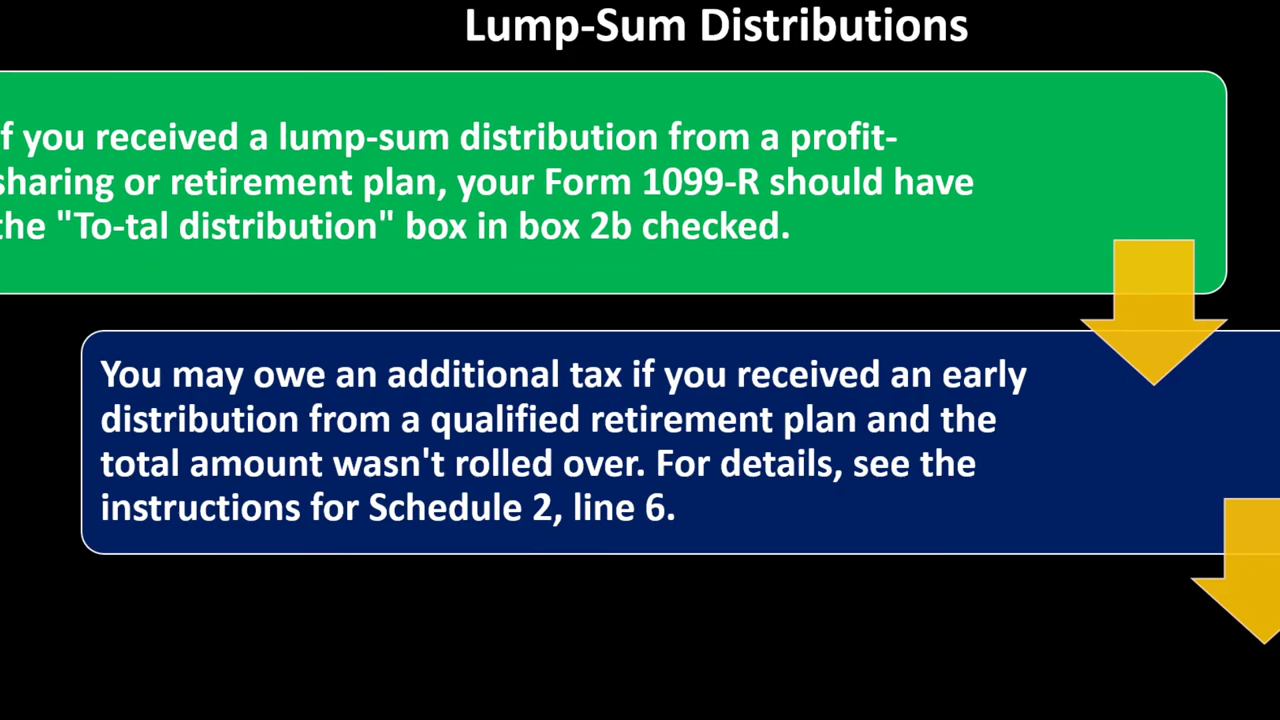 Lump-Sum Distributions
f you received a lump-sum distribution from a profit-
sharing or retirement plan, your Form 1099-R should have
the "To-tal distribution" box in box 2b checked.
You may owe an additional tax if you received an early
distribution from a qualified retirement plan and the
total amount wasn't rolled over. For details, see the
instructions for Schedule 2, line 6.